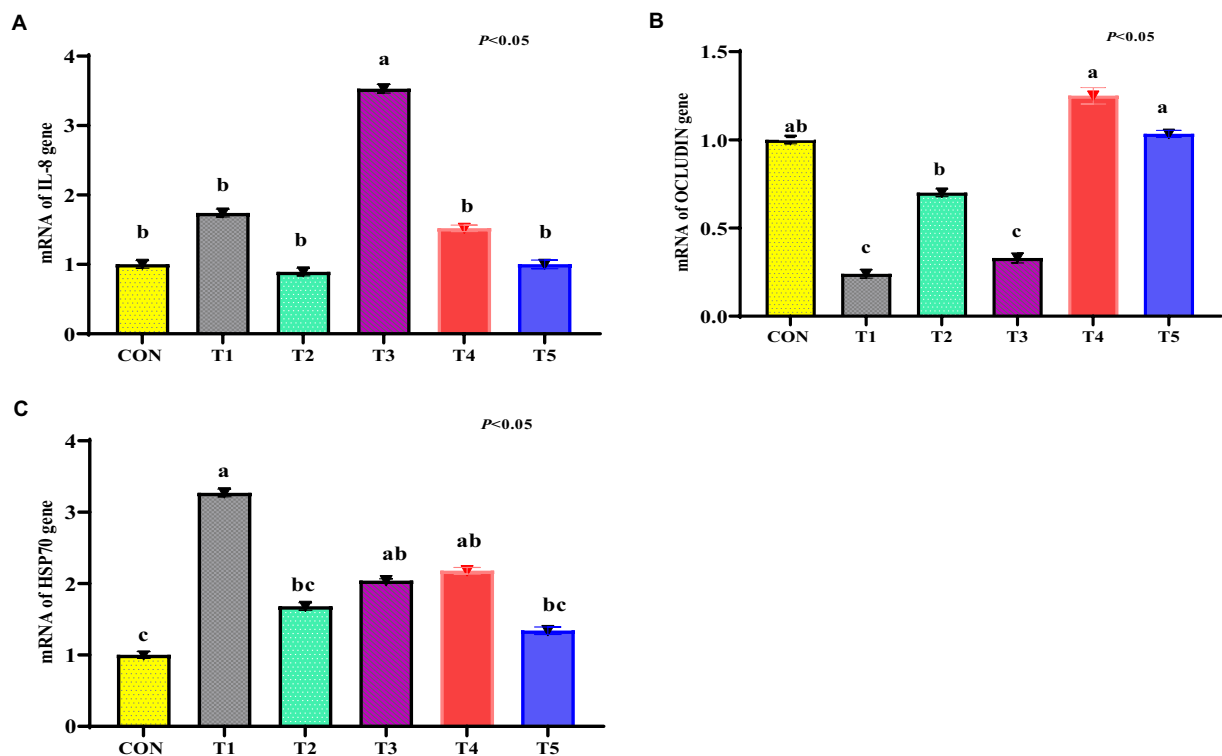 A
P<0.05
mRNA of IL-8 gene
4
3
2
1
0
b
b
b
a
b
b
CON T1 T2 T3 T4 T5
B
P<0.05
mRNA of OCLUDIN gene
1.5
1.0
0.5
0.0
ab
c
b
c
a
a
CON T1 T2 T3 T4 T5
C
P<0.05
mRNA of HSP70 gene
4
3
2
1
0
c
a
bc
ab
ab
bc
CON T1 T2 T3 T4 T5